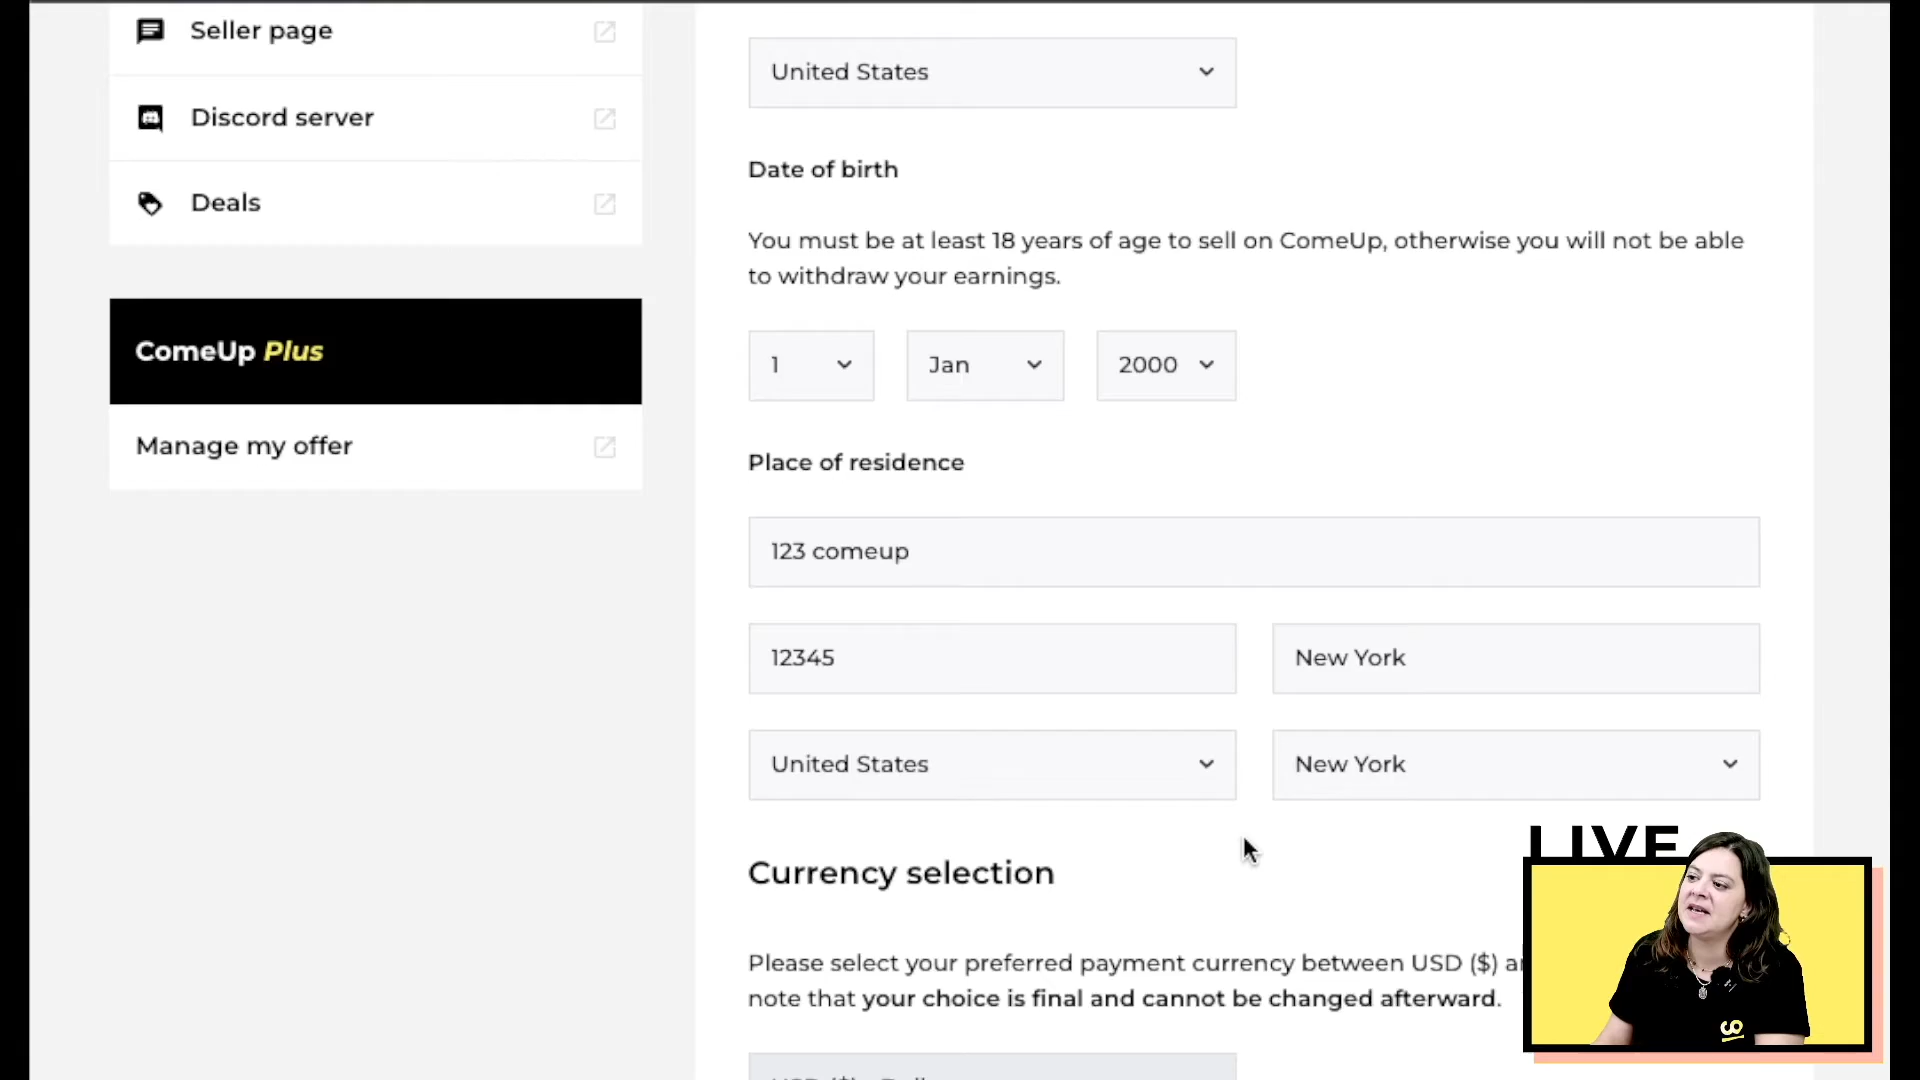 Seller page
Discord server
Deals
ComeUp Plus
Manage my offer
United States
Date of birth
You must be at least 18 years of age to sell on ComeUp, otherwise you will not be able
to withdraw your earnings.
1 Jan 2000
Place of residence
123 comeup
12345 New York
United States New York
Currency selection
Please select your preferred payment currency between USD ($)
note that your choice is final and cannot be changed afterward.
LIVE